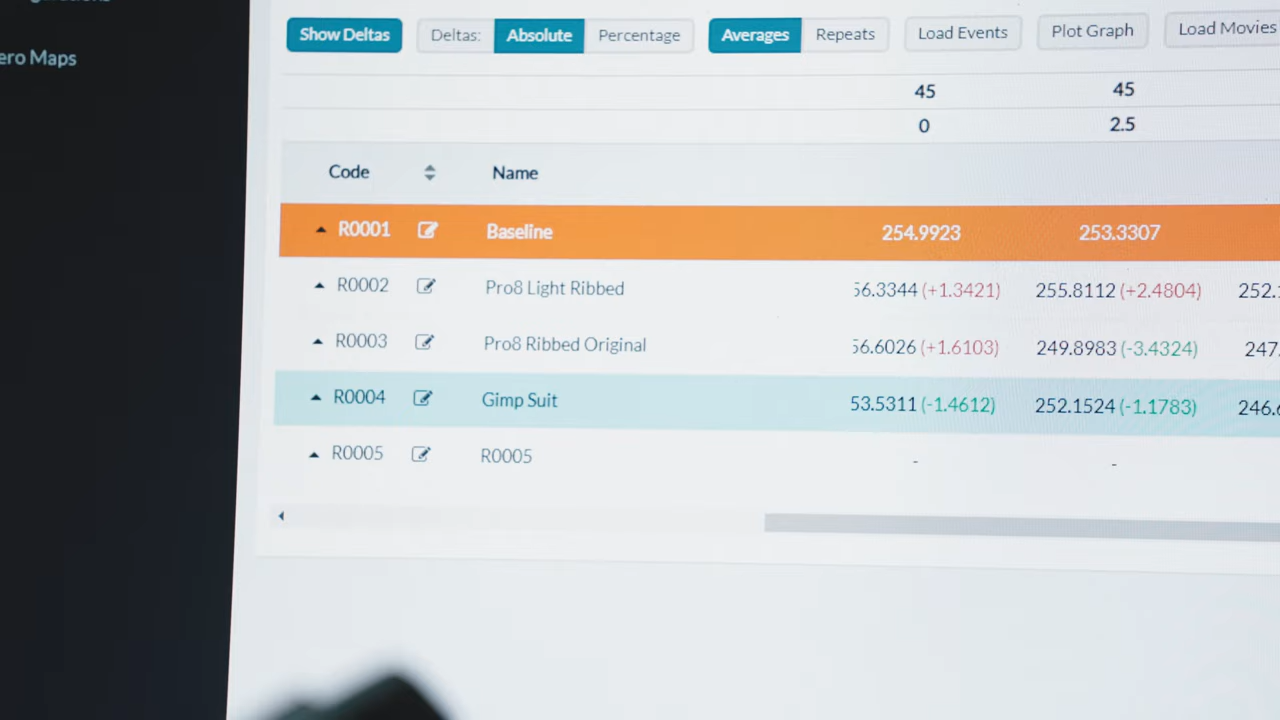 ero Maps
Show Deltas Deltas: Absolute Percentage Averages Repeats Load Events Plot Graph Load Movies
45 45
0 2.5
Code Name
R0001 Baseline 254.9923 253.3307
R0002 Pro8 Light Ribbed 56.3344 (+1.3421) 255.8112 (+2.4804) 252.
R0003 Pro8 Ribbed Original 56.6026 (+1.6103) 249.8983 (-3.4324) 247.
R0004 Gimp Suit 53.5311 (-1.4612) 252.1524 (-1.1783) 246.
R0005 R0005 - -